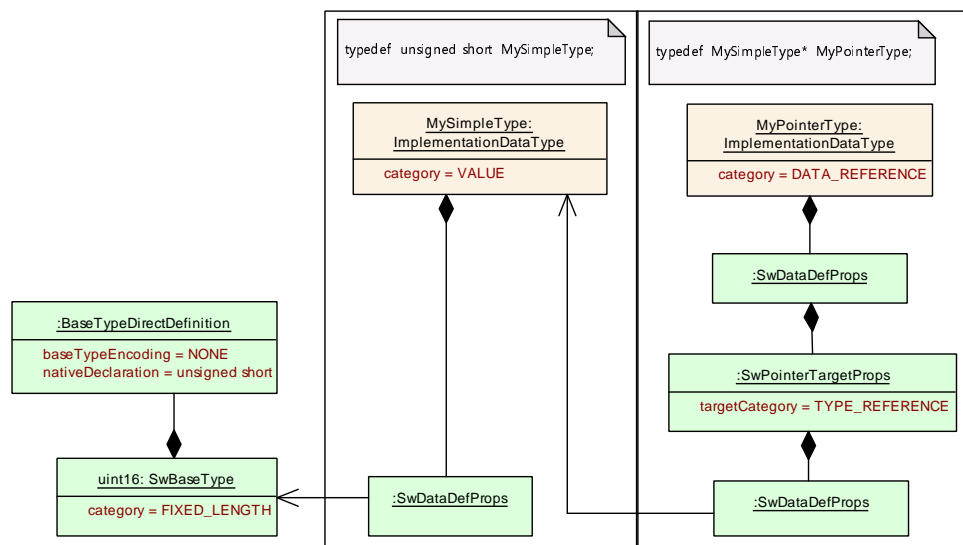 typedef unsigned short MySimpleType;
typedef MySimpleType* MyPointerType;
MySimpleType:
ImplementationDataType
category = VALUE
MyPointerType:
ImplementationDataType
category = DATA_REFERENCE
:SwDataDefProps
:BaseTypeDirectDefinition
baseTypeEncoding = NONE
nativeDeclaration = unsigned short
:SwPointerTargetProps
targetCategory = TYPE_REFERENCE
uint16: SwBaseType
category = FIXED_LENGTH
:SwDataDefProps
:SwDataDefProps